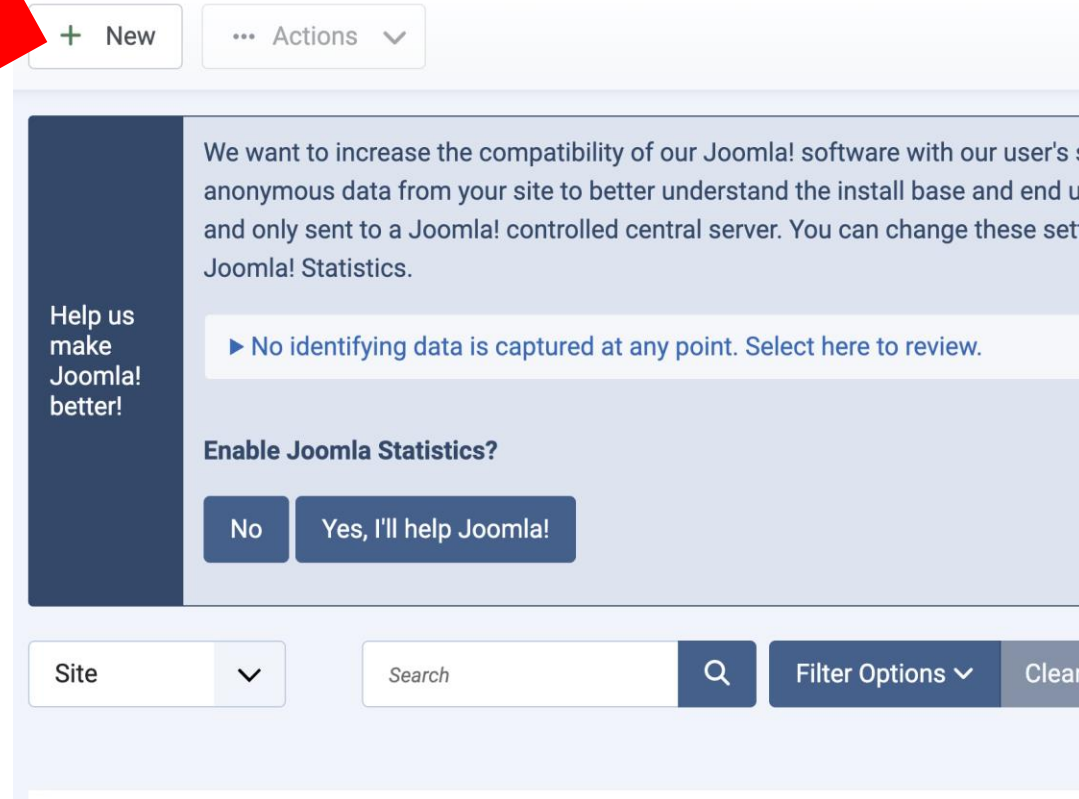 + New
··· Actions
We want to increase the compatibility of our Joomla! software with our user's
anonymous data from your site to better understand the install base and end
and only sent to a Joomla! controlled central server. You can change these
Joomla! Statistics.
Help us
make
Joomla!
better!
▶ No identifying data is captured at any point. Select here to review.
Enable Joomla Statistics?
No
Yes, I'll help Joomla!
Site
Search
Filter Options
Clear